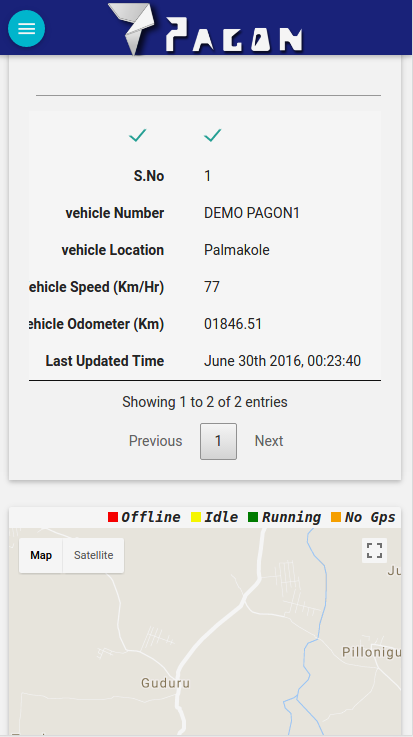 PAGON
S.No 1
vehicle Number DEMO PAGON1
vehicle Location Palmakole
ehicle Speed (Km/Hr) 77
ehicle Odometer (Km) 01846.51
Last Updated Time June 30th 2016, 00:23:40
Showing 1 to 2 of 2 entries
Previous 1 Next
Offline Idle Running No Gps
Map Satellite
Ju
Pillonigu
Guduru